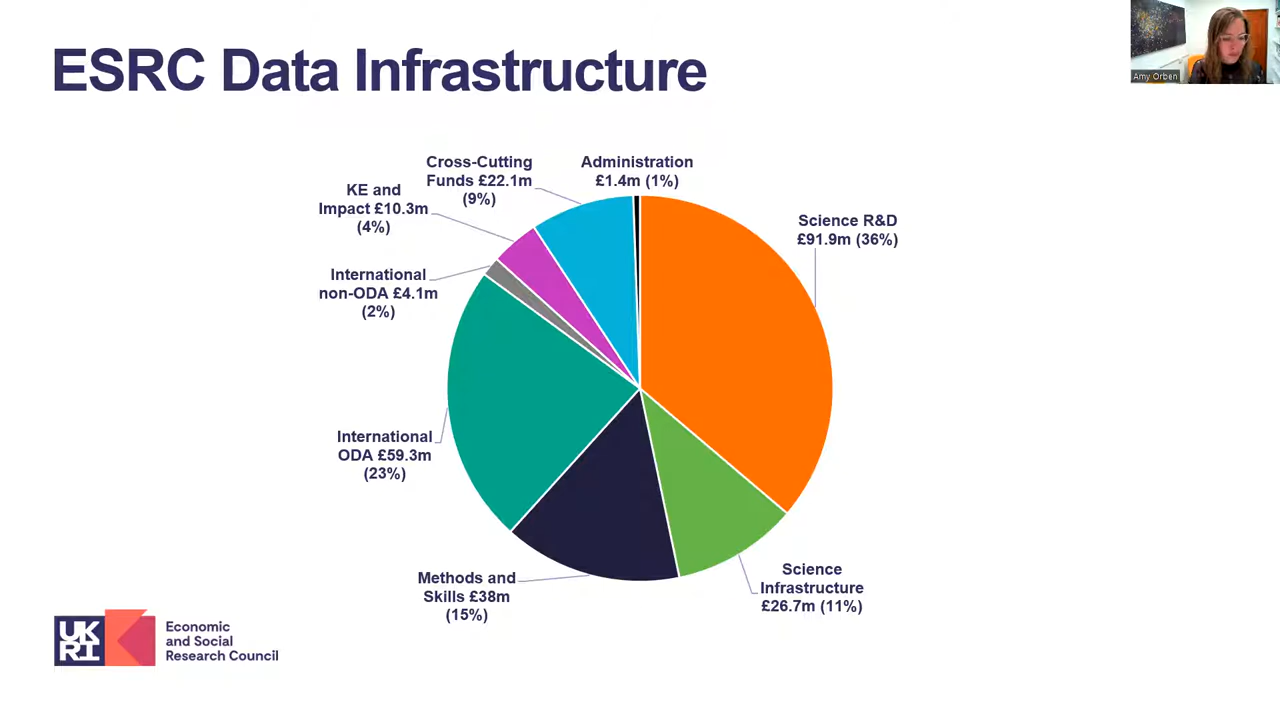 ESRC Data Infrastructure
Amy Orben
Cross-Cutting
Funds £22.1m
(9%)
Administration
£1.4m (1%)
KE and
Impact £10.3m
(4%)
Science R&D
£91.9m (36%)
International
non-ODA £4.1m
(2%)
International
ODA £59.3m
(23%)
Methods and
Skills £38m
(15%)
Science
Infrastructure
£26.7m (11%)
UK
RI
Economic
and Social
Research Council